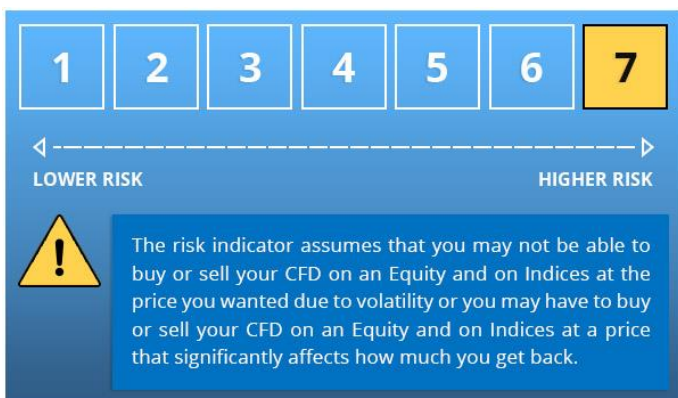 1 2 3 4 5 6 7
LOWER RISK HIGHER RISK
!
The risk indicator assumes that you may not be able to
buy or sell your CFD on an Equity and on Indices at the
price you wanted due to volatility or you may have to buy
or sell your CFD on an Equity and on Indices at a price
that significantly affects how much you get back.